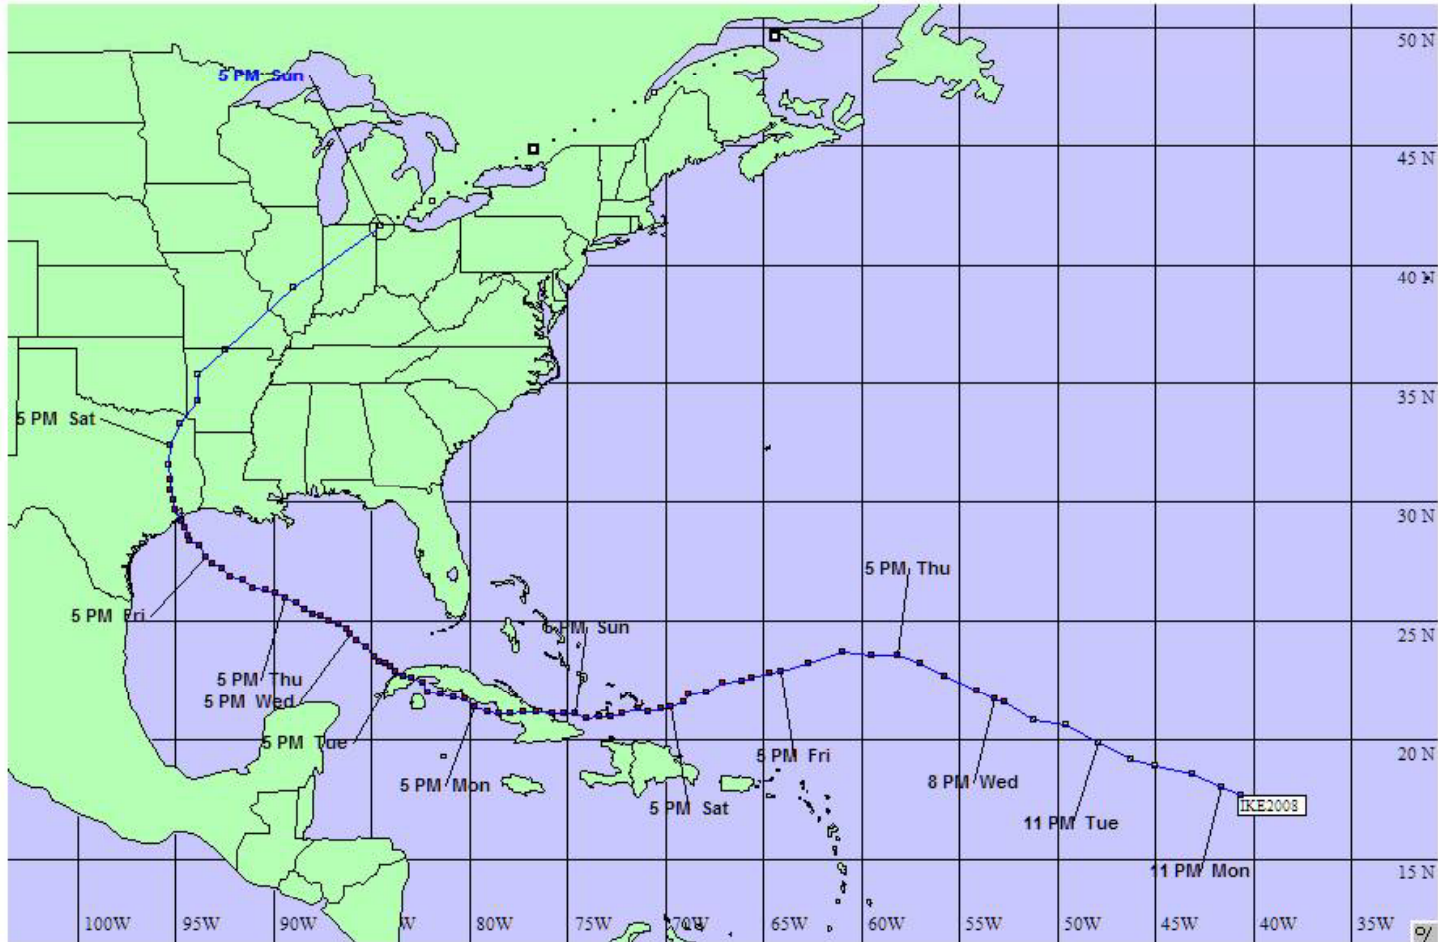 50 N
5 PM Sun
45 N
40 N
35 N
5 PM Sat
30 N
5 PM Thu
5 PM Fri
25 N
5 PM Sun
5 PM Thu
5 PM Wed
5 PM Tue
20 N
5 PM Fri
5 PM Mon
8 PM Wed
5 PM Sat
IKE2008
11 PM Tue
15 N
11 PM Mon
100W 95W 90W W 80W 75W 70W 65W 60W 55W 50W 45W 40W 35W
%